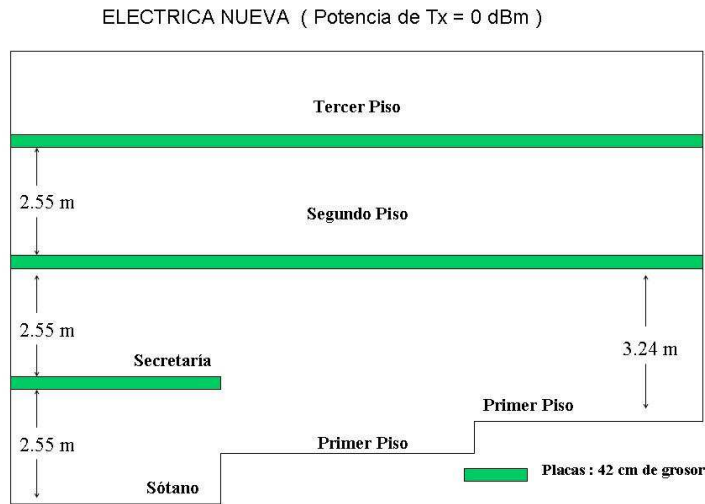 ELECTRICA NUEVA ( Potencia de Tx = 0 dBm )
Tercer Piso
2.55 m
Segundo Piso
2.55 m
3.24 m
Secretaría
Primer Piso
2.55 m
Primer Piso
Placas : 42 cm de grosor
Sótano